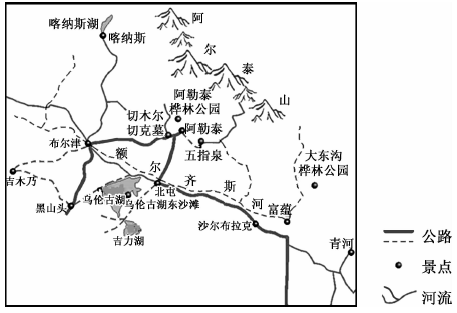 喀纳斯湖
喀纳斯
阿
尔
泰
山
阿勒泰
桦林公园
切木尔
切克墓
阿勒泰
布尔津
五指泉
大东沟
桦林公园
额
尔
齐
斯
河
吉木乃
黑山头
乌伦古湖
北屯
乌伦古湖东沙滩
吉力湖
沙尔布拉克
富蕴
青河
公路
景点
河流